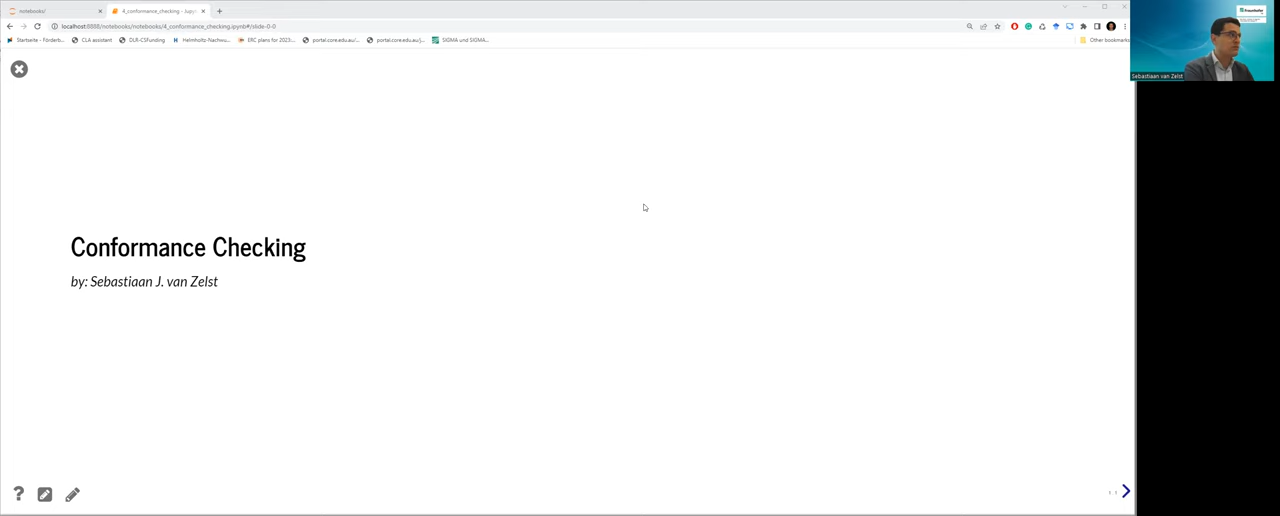 notebooks/
4_conformance_checking - Jupy
localhost:8888/notebooks/notebooks/4_conformance_checking.ipynb#/slide-0-0
Startseite - Förderb...
CLA assistant
DLR-CSFunding
Helmholtz-Nachwu...
ERC plans for 2023:...
portal.core.edu.au/...
portal.core.edu.au/j...
SIGMA und SIGMA...
Other bookmarks
Fraunhofer
Sebastiaan van Zelst
Conformance Checking
by: Sebastiaan J. van Zelst